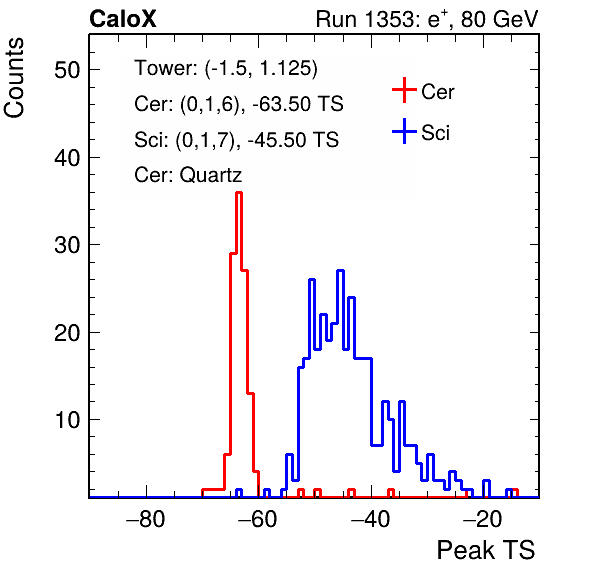 CaloX Run 1353: e⁺, 80 GeV
Counts
Tower: (-1.5, 1.125)
Cer: (0,1,6), -63.50 TS
Sci: (0,1,7), -45.50 TS
Cer: Quartz
Cer
Sci
50
40
30
20
10
−80 −60 −40 −20
Peak TS